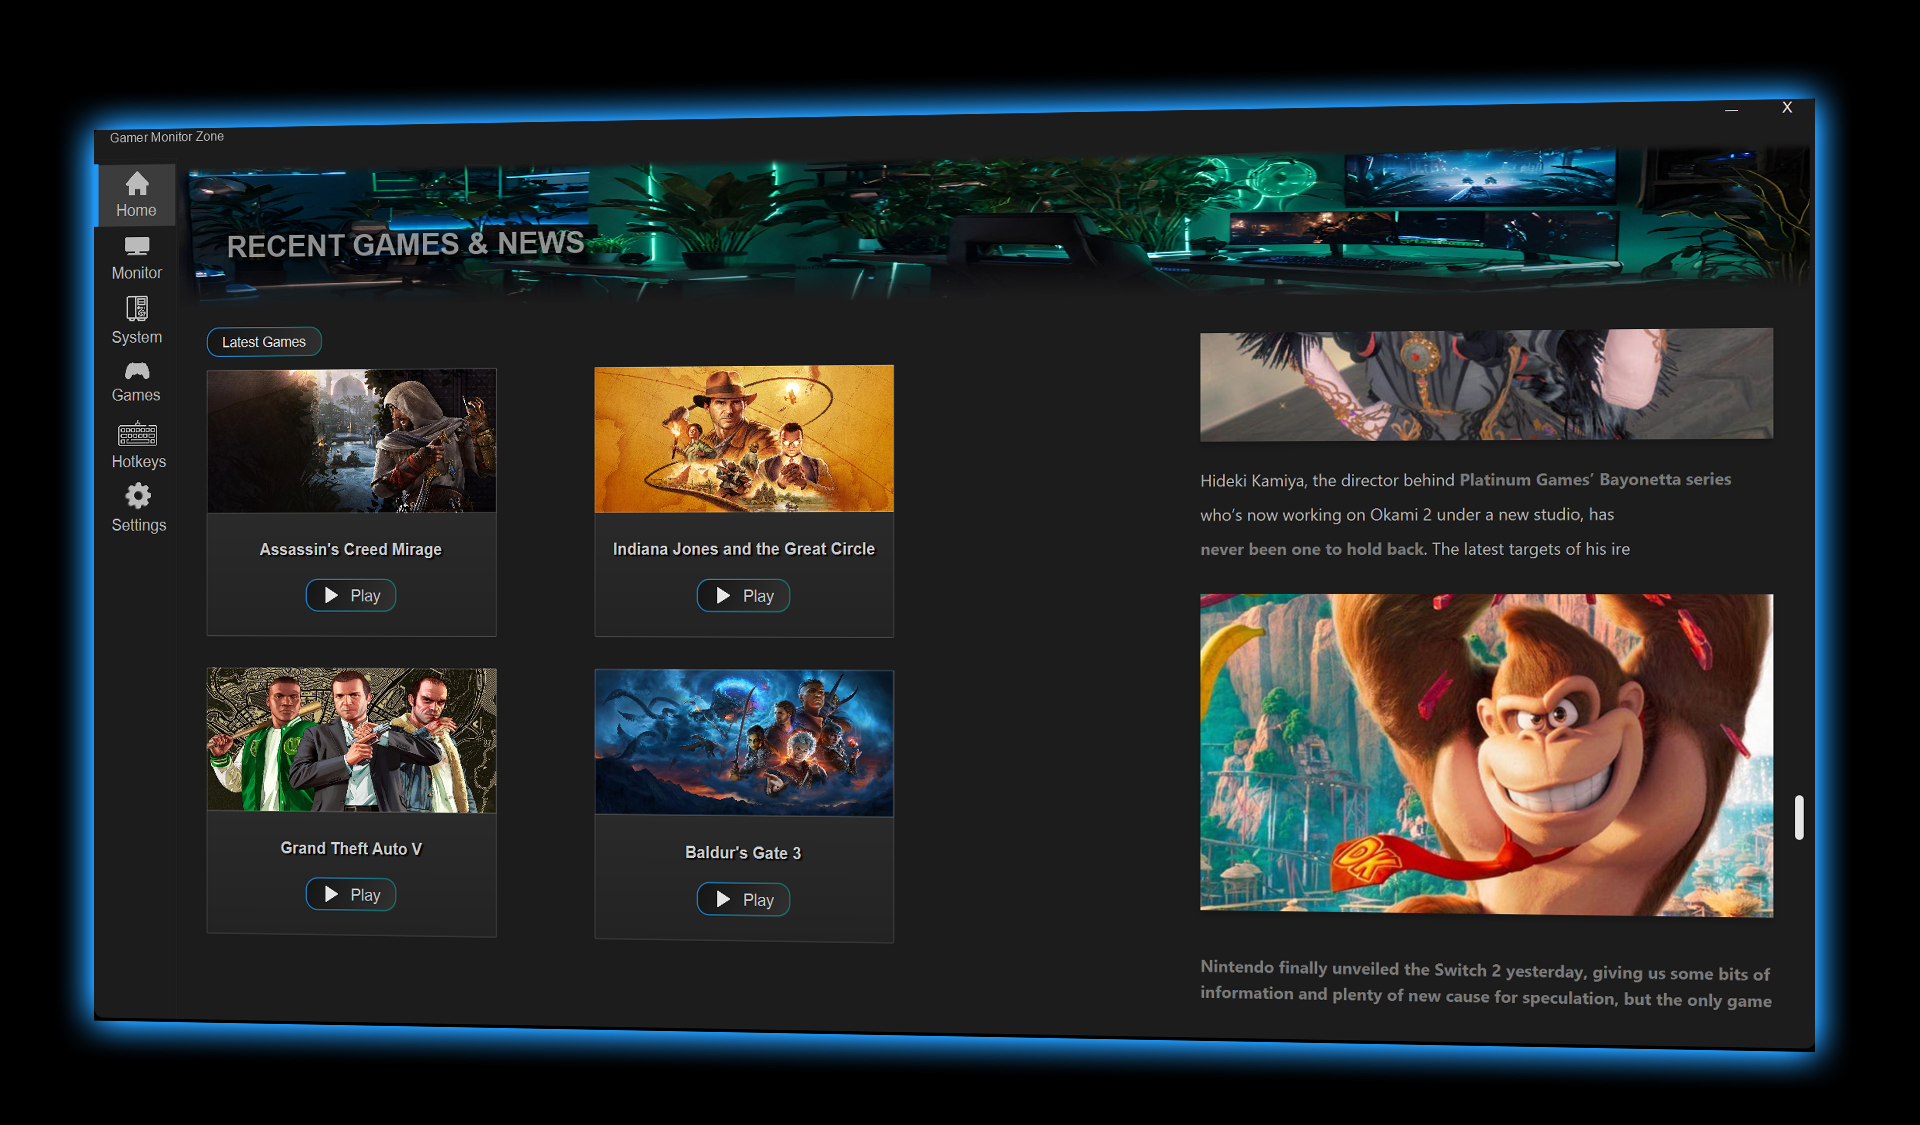 Gamer Monitor Zone
X
Home
Monitor
System
Games
Hotkeys
Settings
RECENT GAMES & NEWS
Latest Games
Assassin's Creed Mirage
Play
Indiana Jones and the Great Circle
Play
Grand Theft Auto V
Play
Baldur's Gate 3
Play
Hideki Kamiya, the director behind Platinum Games’ Bayonetta series
who’s now working on Okami 2 under a new studio, has
never been one to hold back. The latest targets of his ire
DK
Nintendo finally unveiled the Switch 2 yesterday, giving us some bits of
information and plenty of new cause for speculation, but the only game